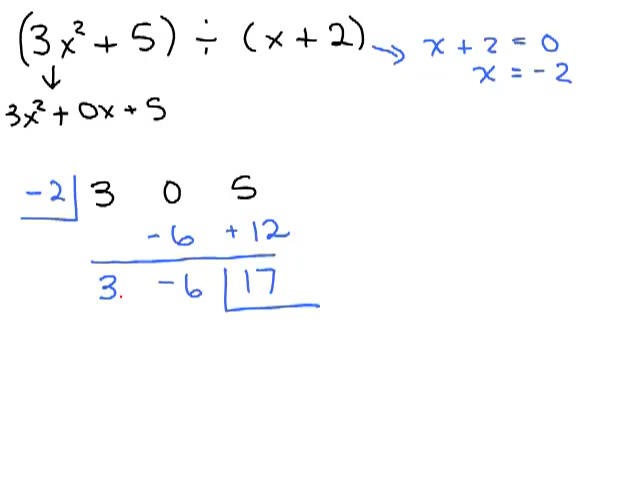 (3x² + 5) ÷ (x + 2) → x + 2 = 0
x = -2
↓
3x² + 0x + 5
-2 3 0 5
-6 +12
3. -6 17